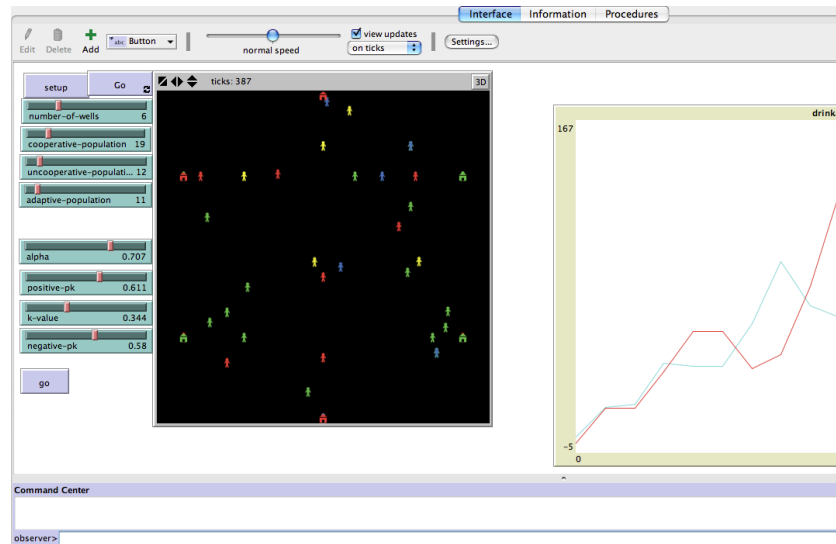 Interface Information Procedures
Edit Delete Add abc Button normal speed view updates on ticks Settings...
setup Go
ticks: 387 3D
number-of-wells 6
cooperative-population 19
uncooperative-populati... 12
adaptive-population 11
alpha 0.707
positive-pk 0.611
k-value 0.344
negative-pk 0.58
go
drink
167
-5
0
Command Center
observer>